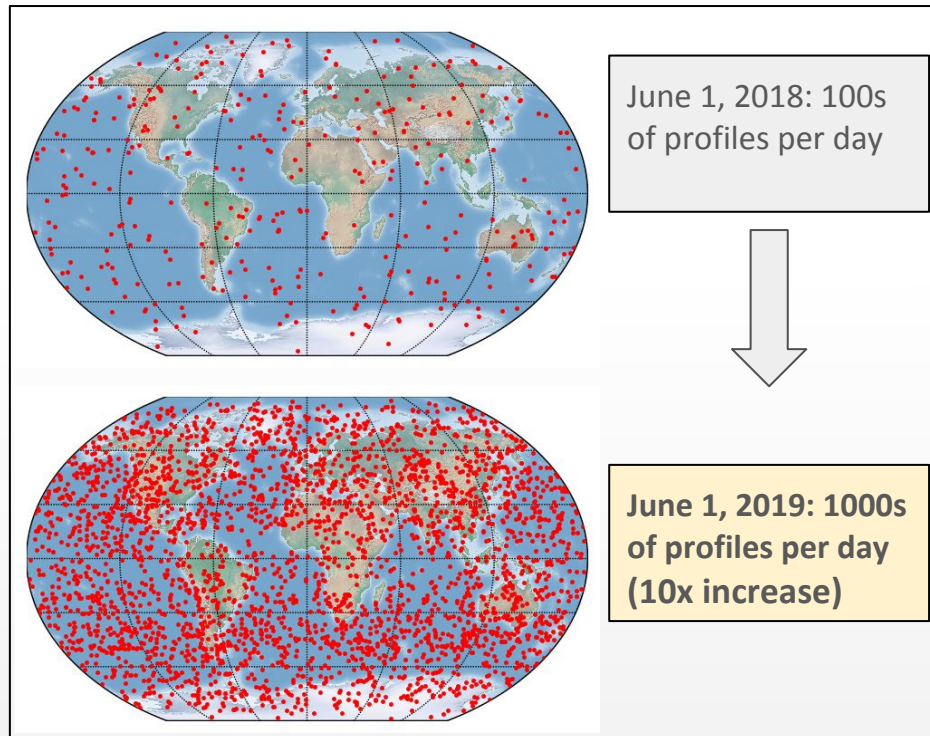 June 1, 2018: 100s
of profiles per day
June 1, 2019: 1000s
of profiles per day
(10x increase)